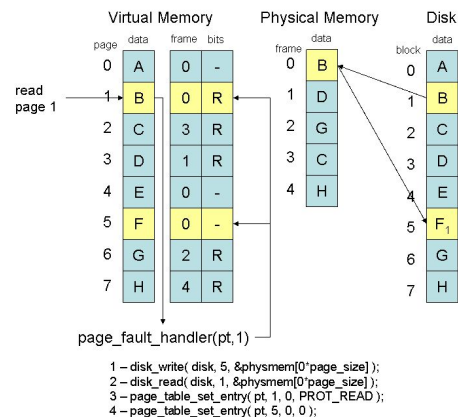 Virtual Memory Physical Memory Disk
page data frame bits frame data block data
0 A 0 - 0 B 0 A
read page 1
1 B 0 R 1 D 1 B
2 C 3 R 2 G 2 C
3 D 1 R 3 C 3 D
4 E 0 - 4 H 4 E
5 F 0 - 5 F1
6 G 2 R 6 G
7 H 4 R 7 H
page_fault_handler(pt,1)
1 – disk_write( disk, 5, &physmem[0*page_size] );
2 – disk_read( disk, 1, &physmem[0*page_size] );
3 – page_table_set_entry( pt, 1, 0, PROT_READ );
4 – page_table_set_entry( pt, 5, 0, 0 );